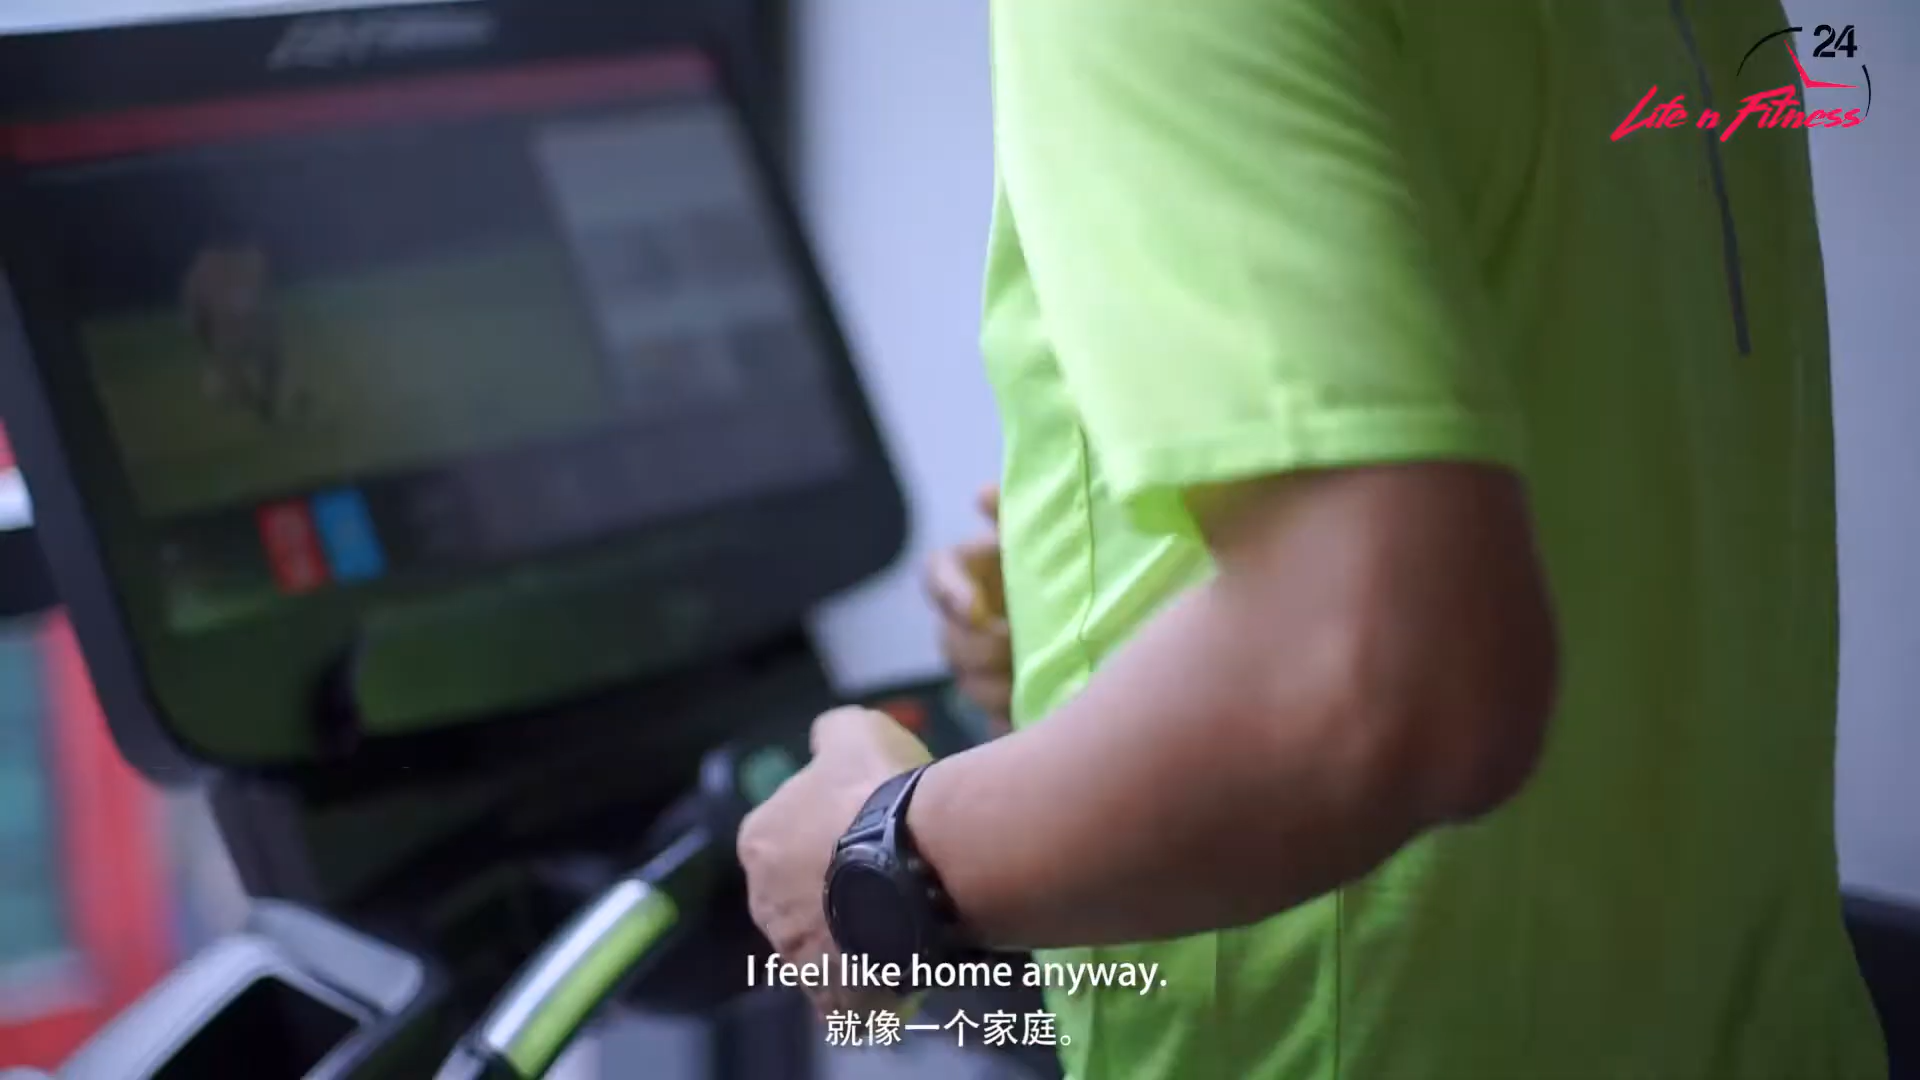 24
Life n Fitness
I feel like home anyway.
就像一个家庭。